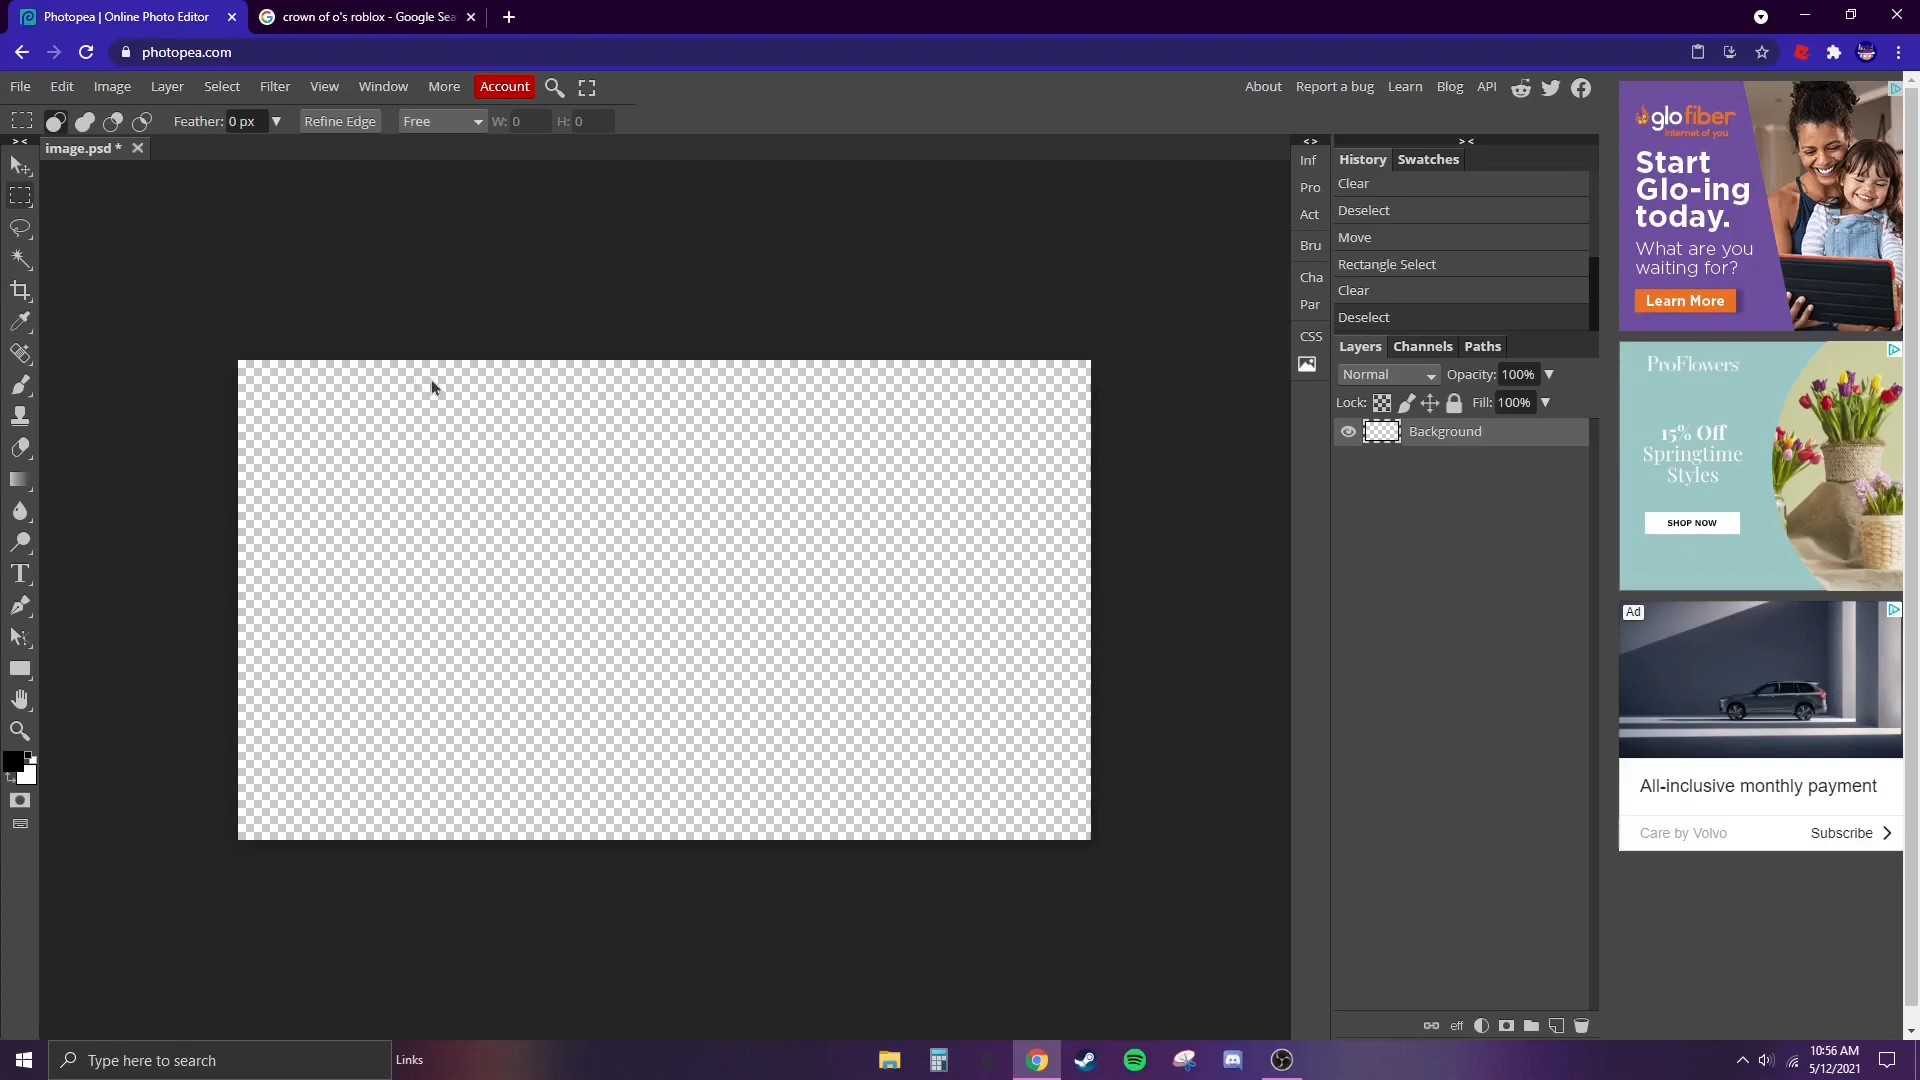 Photopea | Online Photo Editor
crown of o's roblox - Google Sea
photopea.com
File Edit Image Layer Select Filter View Window More Account
About Report a bug Learn Blog API
Feather: 0 px Refine Edge Free W: 0 H: 0
image.psd *
Inf
Pro
Act
Bru
Cha
Par
CSS
History Swatches
Clear
Deselect
Move
Rectangle Select
Clear
Deselect
Layers Channels Paths
Normal Opacity: 100%
Lock: Fill: 100%
Background
eff
glofiber
internet of you
Start
Glo-ing
today.
What are you
waiting for?
Learn More
ProFlowers
15% Off
Springtime
Styles
SHOP NOW
Ad
All-inclusive monthly payment
Care by Volvo Subscribe
Type here to search
Links
10:56 AM
5/12/2021